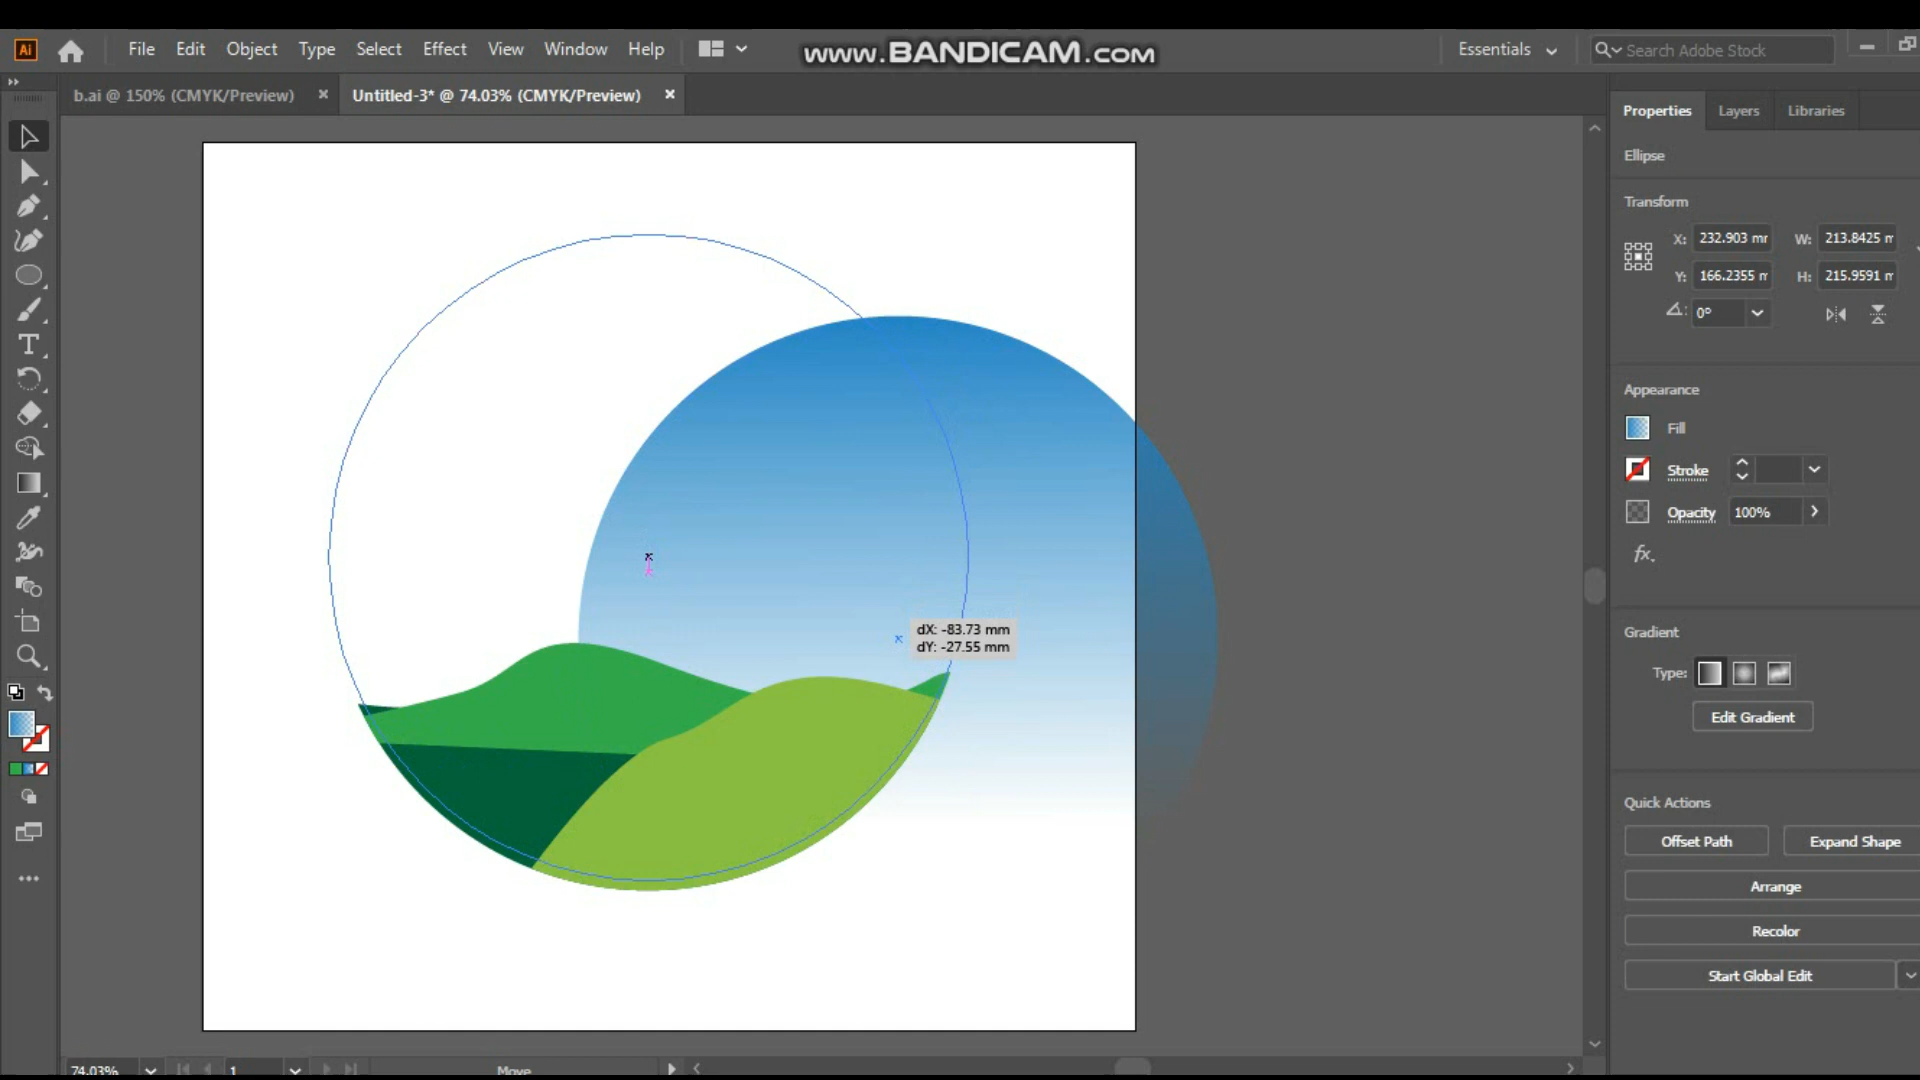 Ai File Edit Object Type Select Effect View Window Help www.BANDICAM.com Essentials Search Adobe Stock
b.ai @ 150% (CMYK/Preview) × Untitled-3* @ 74.03% (CMYK/Preview) ×
Properties Layers Libraries
Ellipse
Transform
X: 232.903 mm W: 213.8425 m
Y: 166.2355 m H: 215.9591 m
0°
Appearance
Fill
Stroke
Opacity 100%
fx.
dX: -83.73 mm
dY: -27.55 mm
Gradient
Type:
Edit Gradient
Quick Actions
Offset Path Expand Shape
Arrange
Recolor
Start Global Edit
74.03% 1 Move